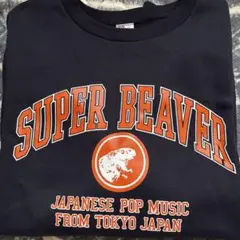 SUPER BEAVER
JAPANESE POP MUSIC
FROM TOKYO JAPAN